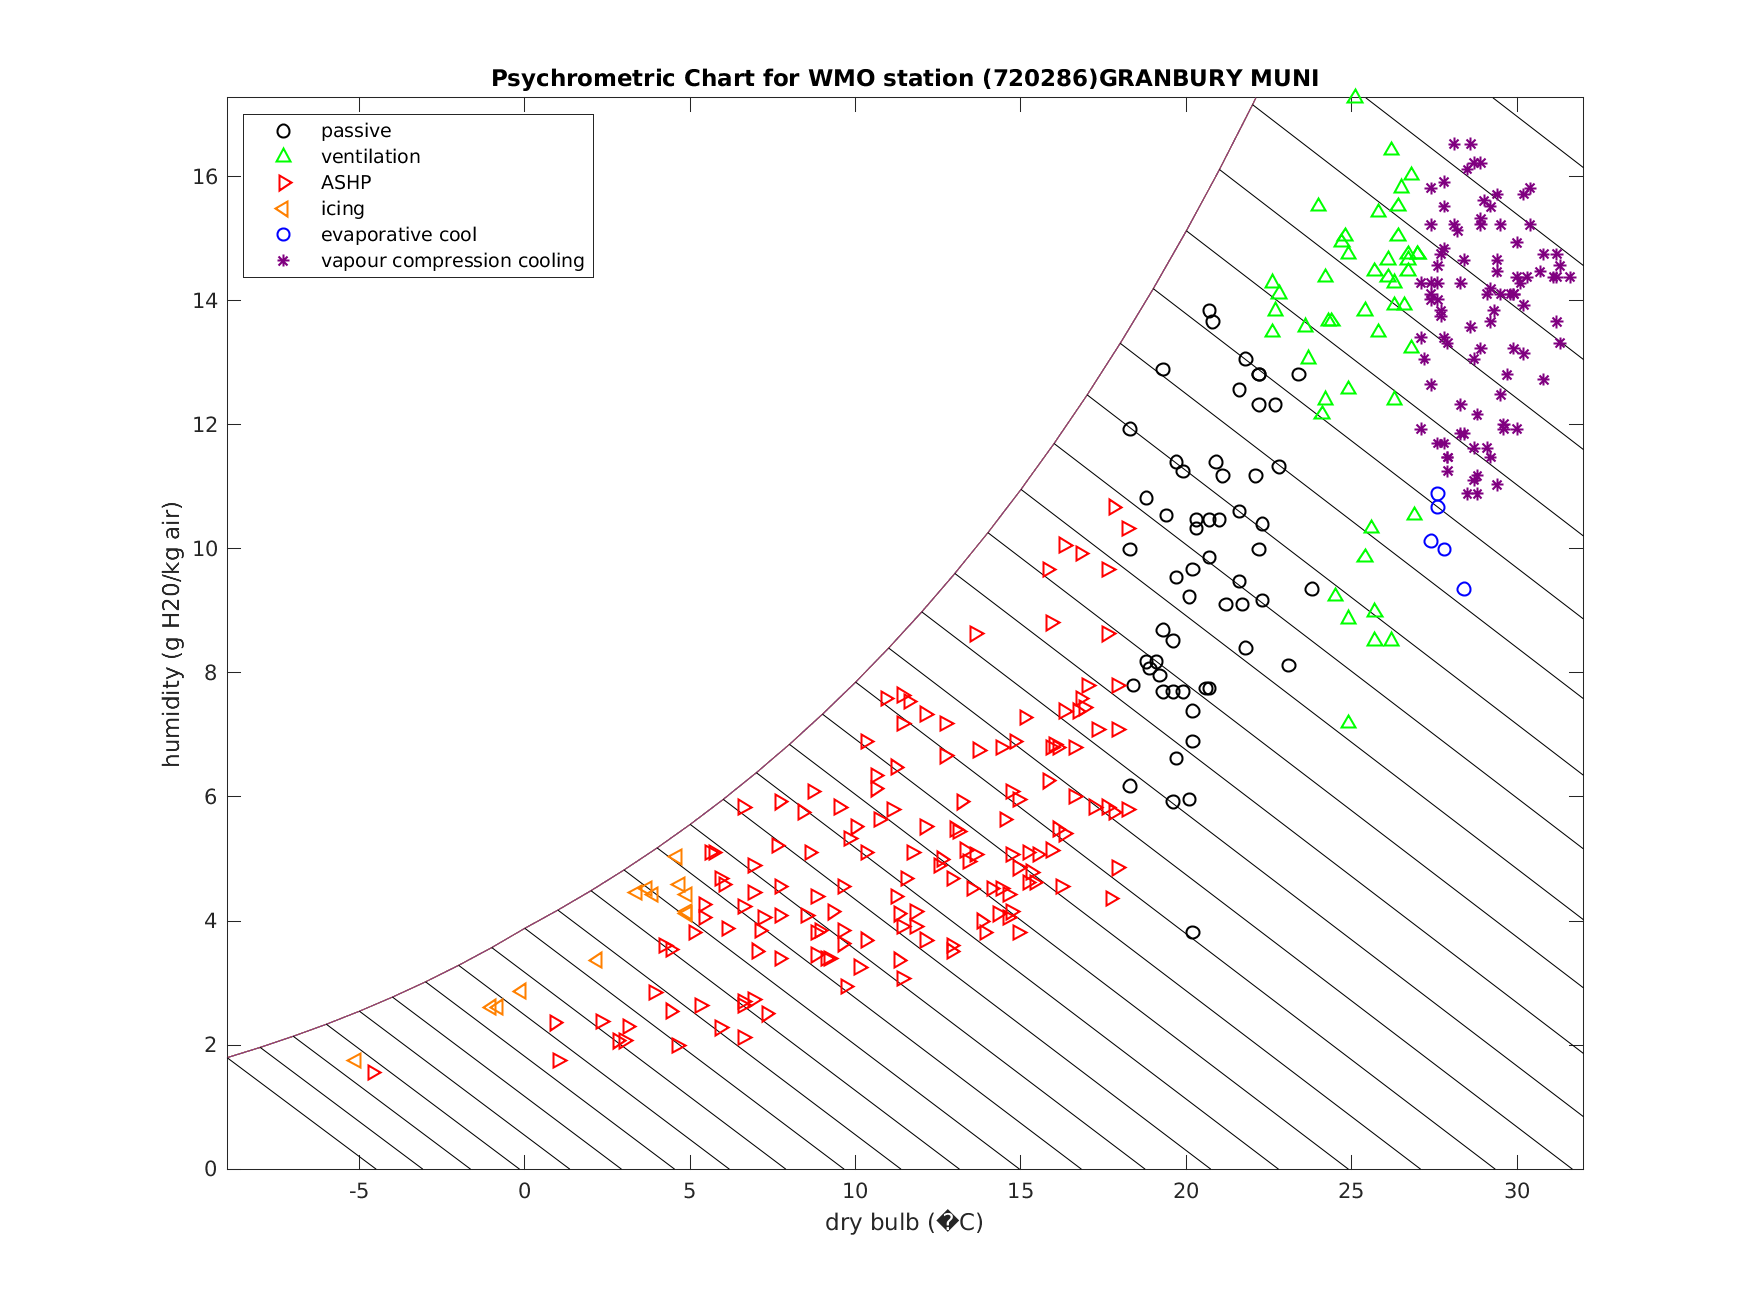 Psychrometric Chart for WMO station (720286)GRANBURY MUNI
passive
ventilation
ASHP
icing
evaporative cool
vapour compression cooling
humidity (g H20/kg air)
16
14
12
10
8
6
4
2
0
-5 0 5 10 15 20 25 30
dry bulb (�C)